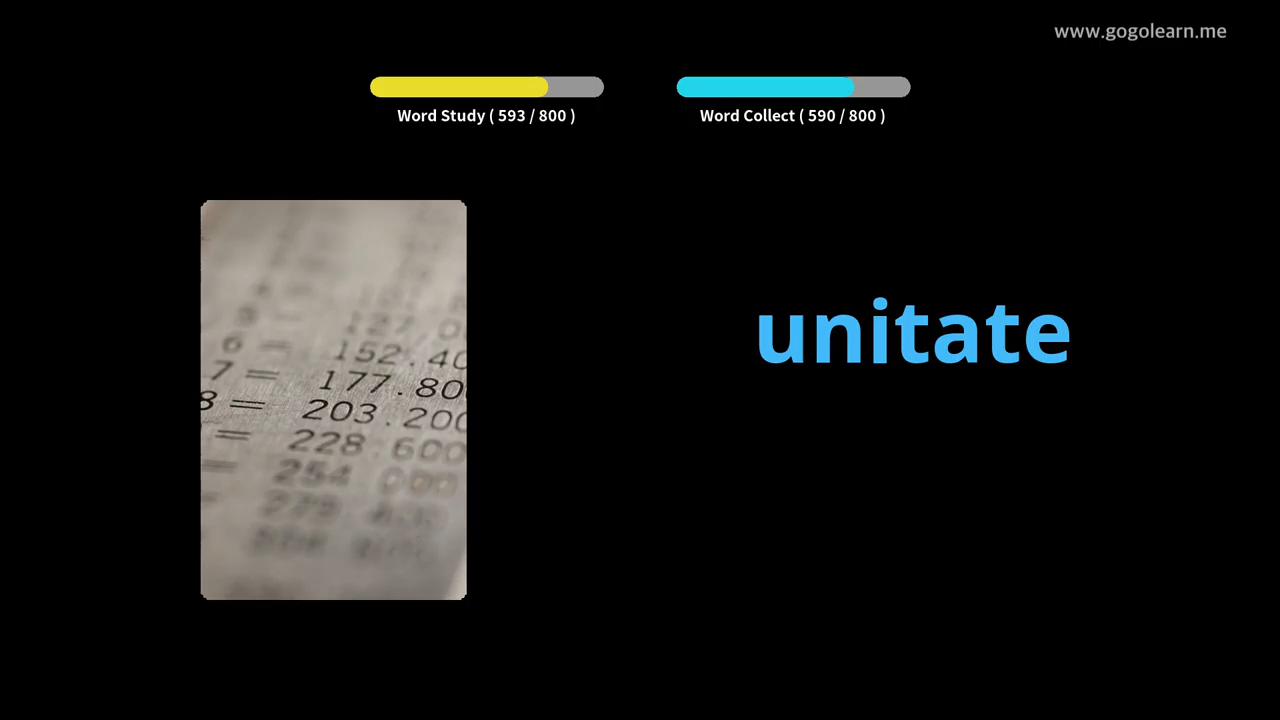 www.gogolearn.me
Word Study ( 593 / 800 )
Word Collect ( 590 / 800 )
unitate
6 = 152.40
7 = 177.80
8 = 203.200
= 228.600
= 254